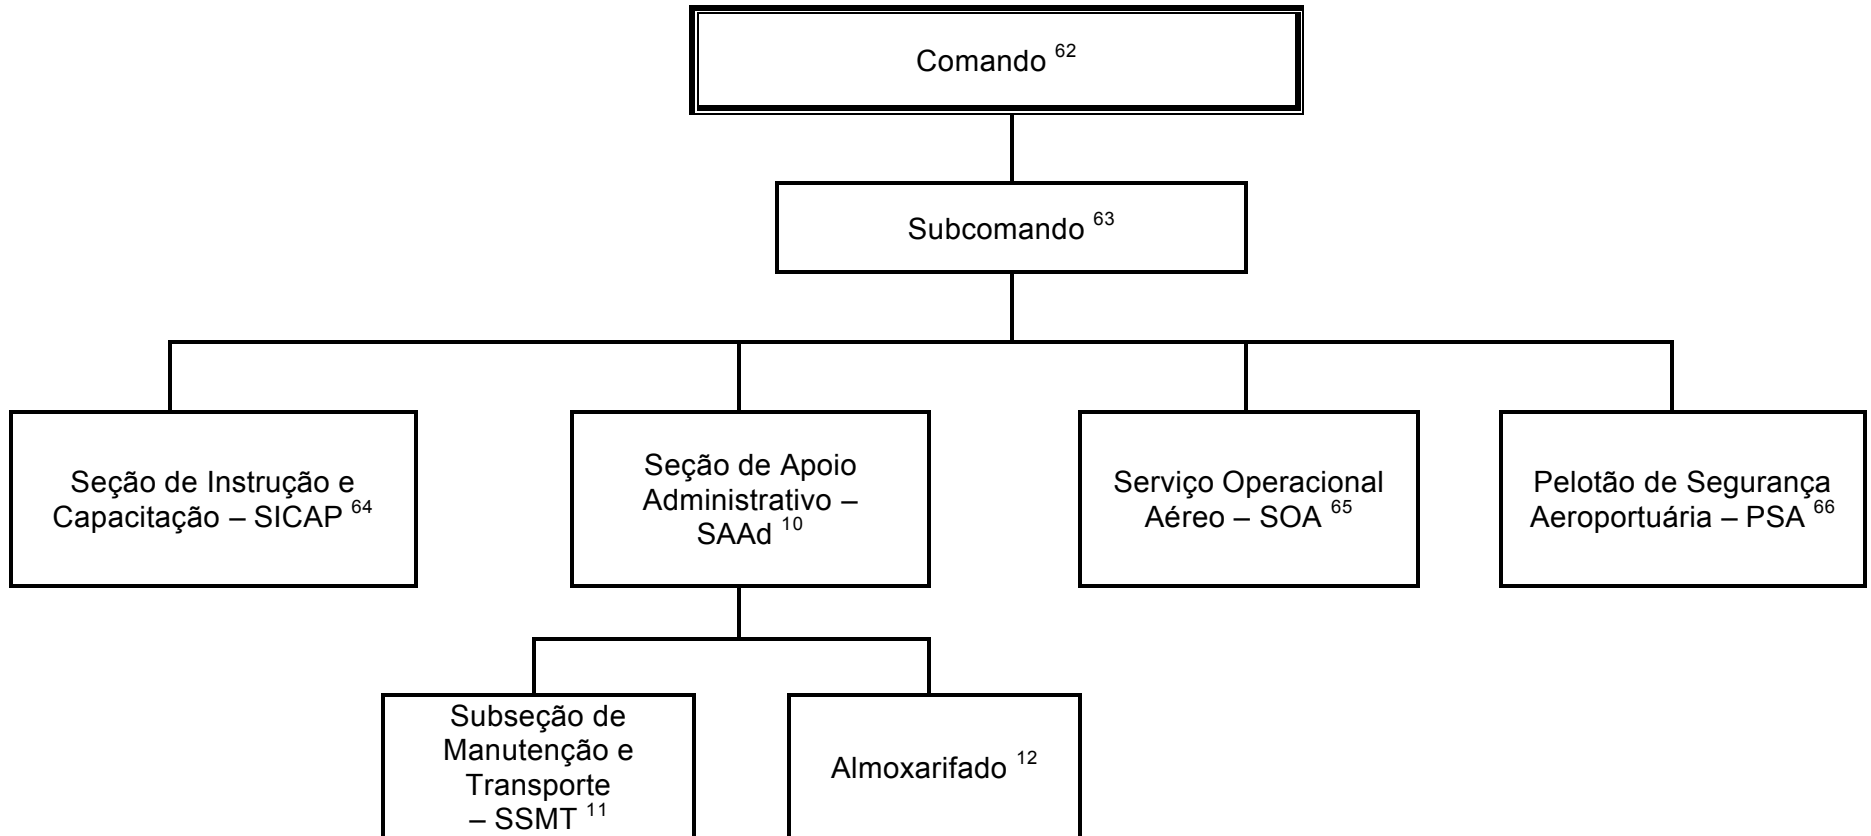 Comando 62
Subcomando 63
Seção de Instrução e
Capacitação – SICAP 64
Seção de Apoio
Administrativo –
SAAd 10
Serviço Operacional
Aéreo – SOA 65
Pelotão de Segurança
Aeroportuária – PSA 66
Subseção de
Manutenção e
Transporte
– SSMT 11
Almoxarifado 12